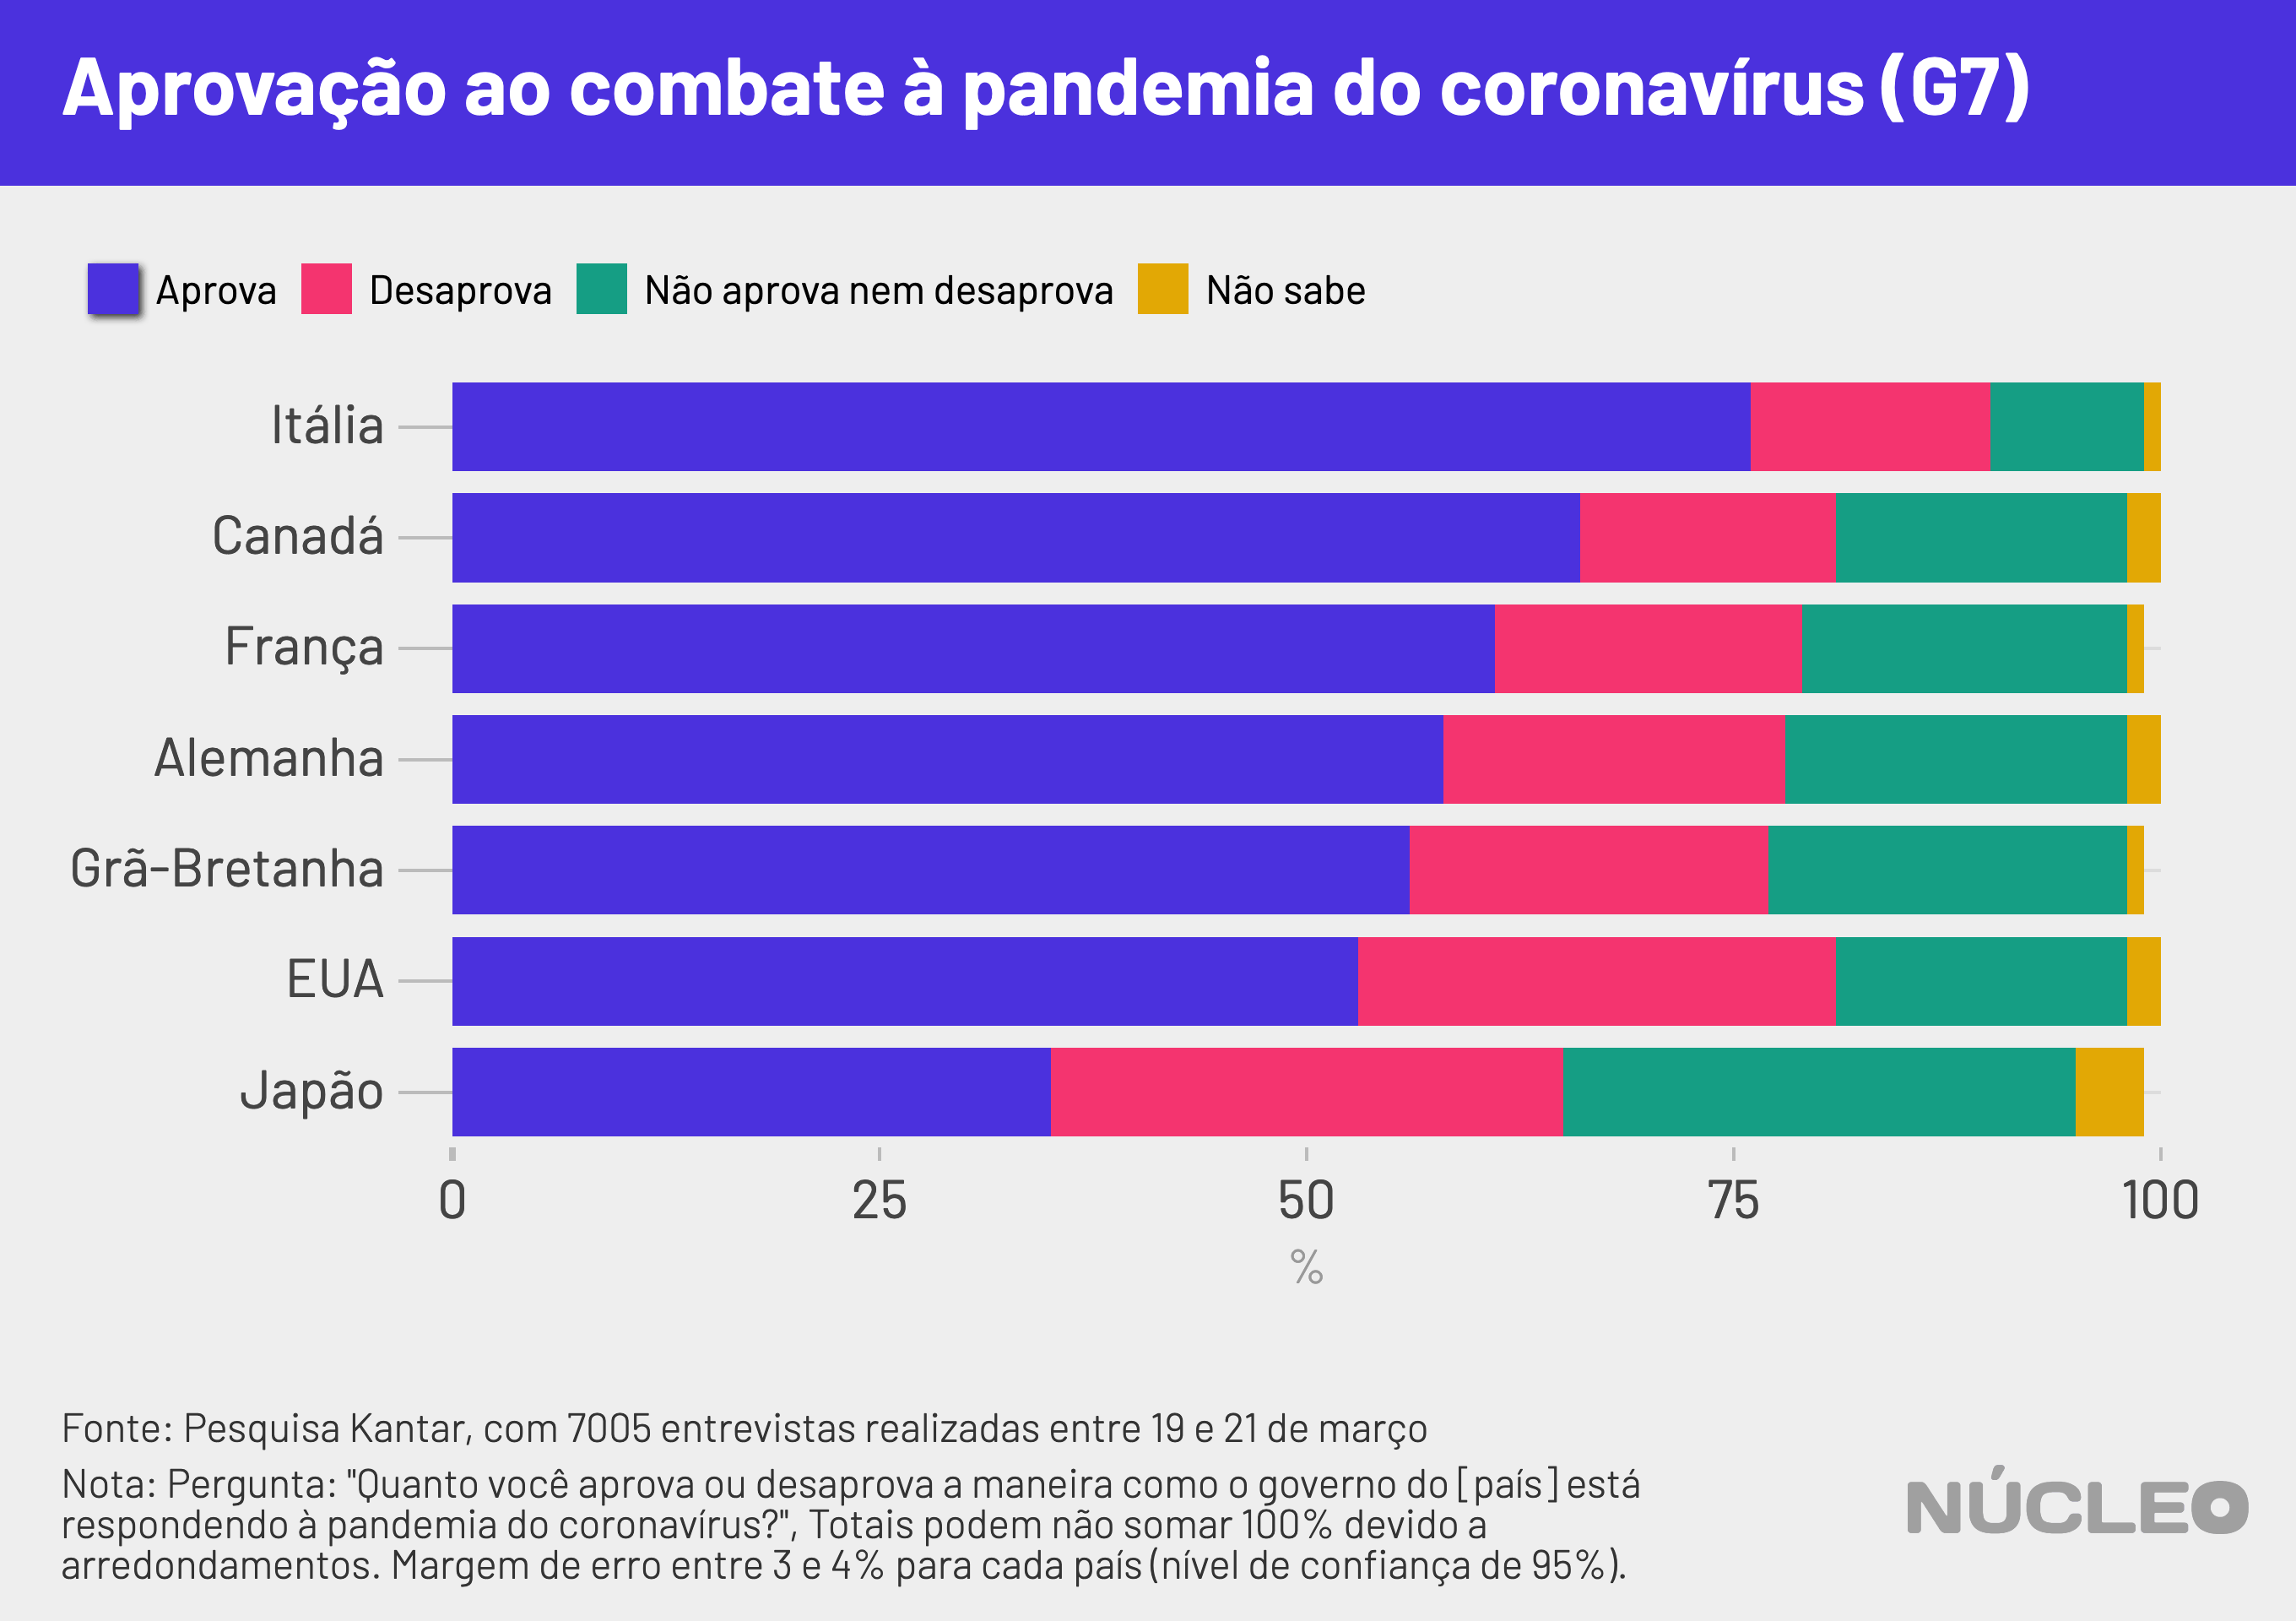 Aprovação ao combate à pandemia do coronavírus (G7)
Aprova Desaprova Não aprova nem desaprova Não sabe
Itália
Canadá
França
Alemanha
Grã-Bretanha
EUA
Japão
0 25 50 75 100
%
Fonte: Pesquisa Kantar, com 7005 entrevistas realizadas entre 19 e 21 de março
Nota: Pergunta: "Quanto você aprova ou desaprova a maneira como o governo do [país] está
respondendo à pandemia do coronavírus?", Totais podem não somar 100% devido a
arredondamentos. Margem de erro entre 3 e 4% para cada país (nível de confiança de 95%).
NÚCLEO